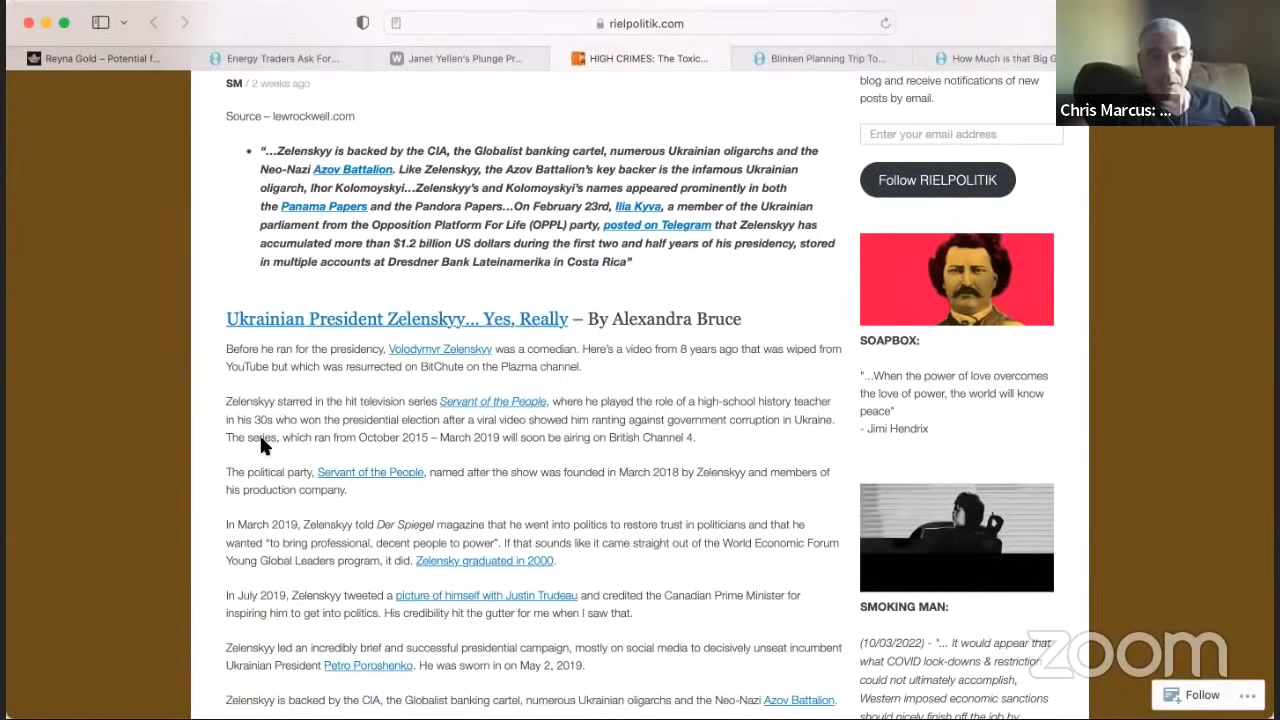 rielpolitik.com
Reyna Gold – Potential f...
Energy Traders Ask For...
W Janet Yellen's Plunge Pr...
HIGH CRIMES: The Toxic...
Blinken Planning Trip To...
How Much is that Big G
SM / 2 weeks ago
Source – lewrockwell.com
• “…Zelenskyy is backed by the CIA, the Globalist banking cartel, numerous Ukrainian oligarchs and the
Neo-Nazi Azov Battalion. Like Zelenskyy, the Azov Battalion’s key backer is the infamous Ukrainian
oligarch, Ihor Kolomoyskyi…Zelenskyy’s and Kolomoyskyi’s names appeared prominently in both
the Panama Papers and the Pandora Papers…On February 23rd, Ilia Kyva, a member of the Ukrainian
parliament from the Opposition Platform For Life (OPPL) party, posted on Telegram that Zelenskyy has
accumulated more than $1.2 billion US dollars during the first two and half years of his presidency, stored
in multiple accounts at Dresdner Bank Lateinamerika in Costa Rica”
Ukrainian President Zelenskyy… Yes, Really – By Alexandra Bruce
Before he ran for the presidency, Volodymyr Zelenskyy was a comedian. Here’s a video from 8 years ago that was wiped from
YouTube but which was resurrected on BitChute on the Plazma channel.
Zelenskyy starred in the hit television series Servant of the People, where he played the role of a high-school history teacher
in his 30s who won the presidential election after a viral video showed him ranting against government corruption in Ukraine.
The series, which ran from October 2015 – March 2019 will soon be airing on British Channel 4.
The political party, Servant of the People, named after the show was founded in March 2018 by Zelenskyy and members of
his production company.
In March 2019, Zelenskyy told Der Spiegel magazine that he went into politics to restore trust in politicians and that he
wanted “to bring professional, decent people to power”. If that sounds like it came straight out of the World Economic Forum
Young Global Leaders program, it did. Zelensky graduated in 2000.
In July 2019, Zelenskyy tweeted a picture of himself with Justin Trudeau and credited the Canadian Prime Minister for
inspiring him to get into politics. His credibility hit the gutter for me when I saw that.
Zelenskyy led an incredibly brief and successful presidential campaign, mostly on social media to decisively unseat incumbent
Ukrainian President Petro Poroshenko. He was sworn in on May 2, 2019.
Zelenskyy is backed by the CIA, the Globalist banking cartel, numerous Ukrainian oligarchs and the Neo-Nazi Azov Battalion.
blog and receive notifications of new
posts by email.
Enter your email address
Follow RIELPOLITIK
SOAPBOX:
"...When the power of love overcomes
the love of power, the world will know
peace"
- Jimi Hendrix
SMOKING MAN:
(10/03/2022) - "... It would appear that
what COVID lock-downs & restriction
could not ultimately accomplish,
Western imposed economic sanctions
should nicely finish off the job by
Chris Marcus: ...
zoom
Follow